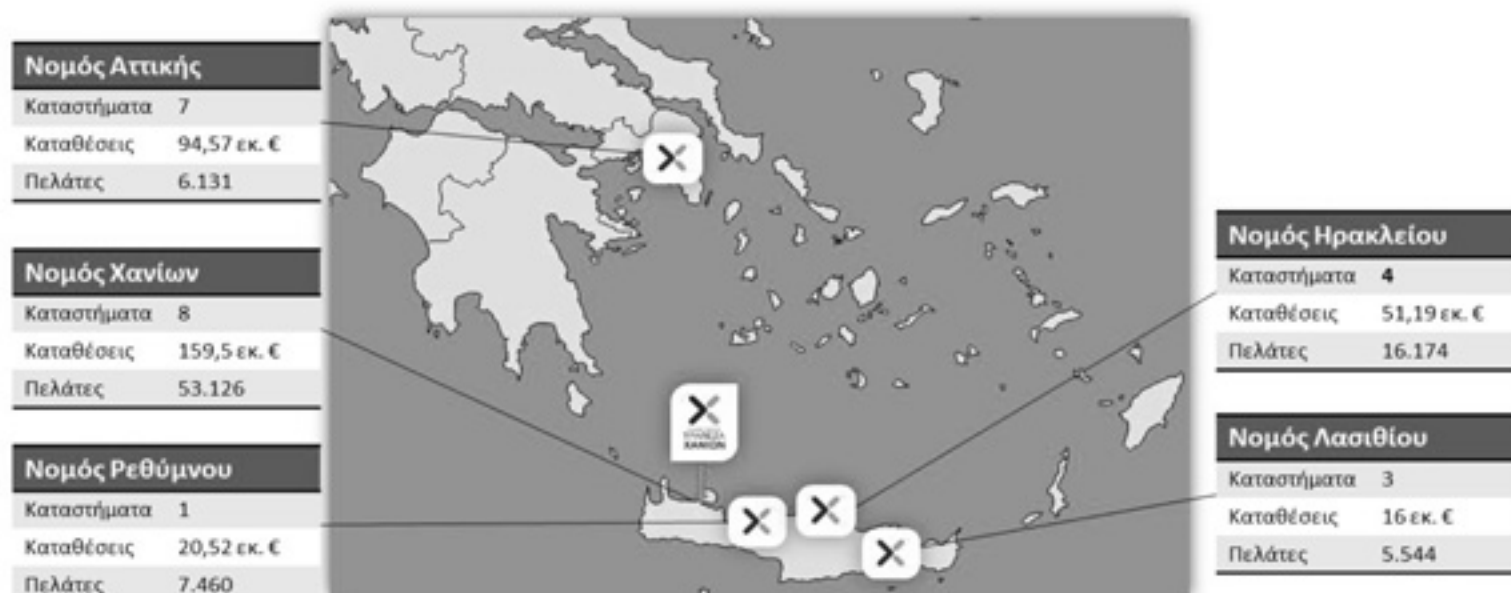 Νομός Αττικής
Καταστήματα 7
Καταθέσεις 94,57 εκ. €
Πελάτες 6.131
Νομός Χανίων
Καταστήματα 8
Καταθέσεις 159,5 εκ. €
Πελάτες 53.126
Νομός Ρεθύμνου
Καταστήματα 1
Καταθέσεις 20,52 εκ. €
Πελάτες 7.460
ΧΑΝΙΩΝ
Νομός Ηρακλείου
Καταστήματα 4
Καταθέσεις 51,19 εκ. €
Πελάτες 16.174
Νομός Λασιθίου
Καταστήματα 3
Καταθέσεις 16 εκ. €
Πελάτες 5.544